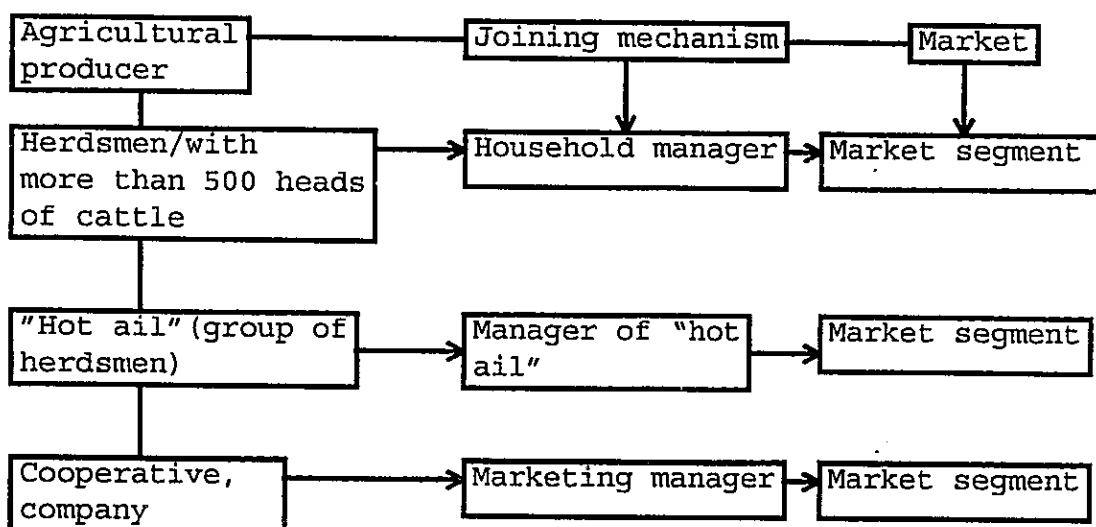 Agricultural
producer
Joining mechanism
Market
Herdsmen/with
more than 500 heads
of cattle
Household manager
Market segment
"Hot ail"(group of
herdsmen)
Manager of "hot
ail"
Market segment
Cooperative,
company
Marketing manager
Market segment